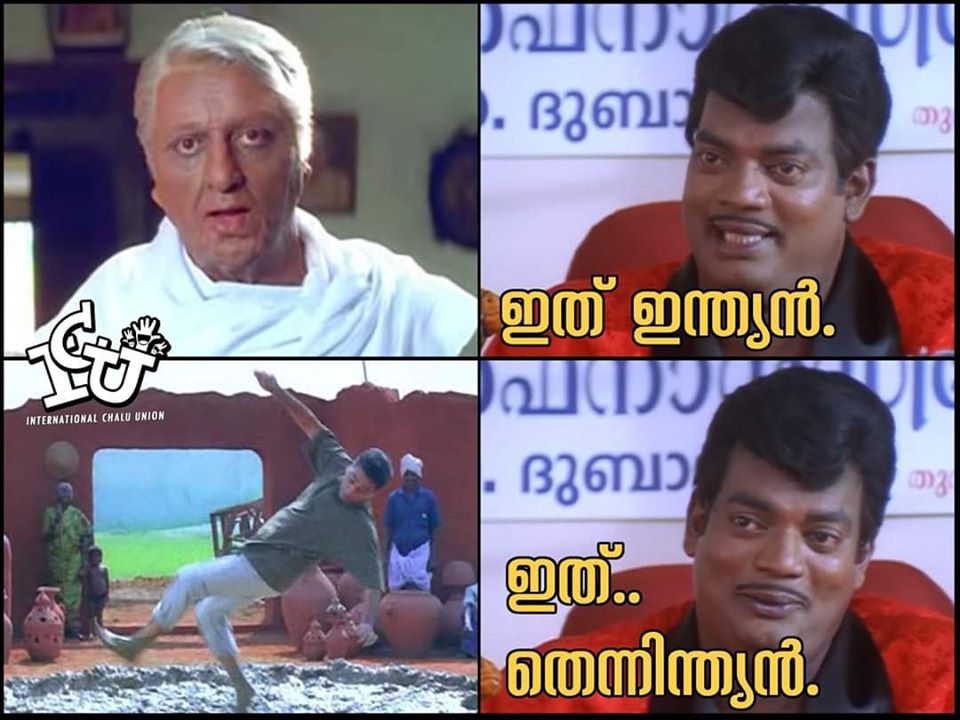 . ദുബാ
ഇത് ഇന്ത്യൻ.
ICU
INTERNATIONAL CHALU UNION
. ദുബാ
ഇത്..
തെന്നിന്ത്യൻ.